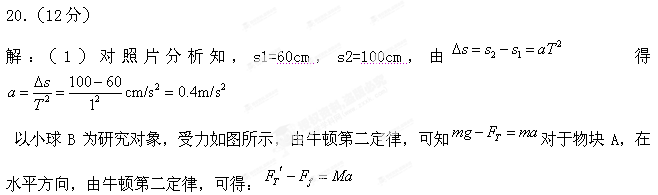 20.（12分）
解：（1）对照片分析知，s1=60cm，s2=100cm，由 Δs = s₂ − s₁ = aT² 得
a = Δs/T² = (100−60)/1² cm/s² = 0.4m/s²
以小球 B 为研究对象，受力如图所示，由牛顿第二定律，可知 mg − F_T = ma 对于物块 A，在
水平方向，由牛顿第二定律，可得：F_T′ − F_f = Ma